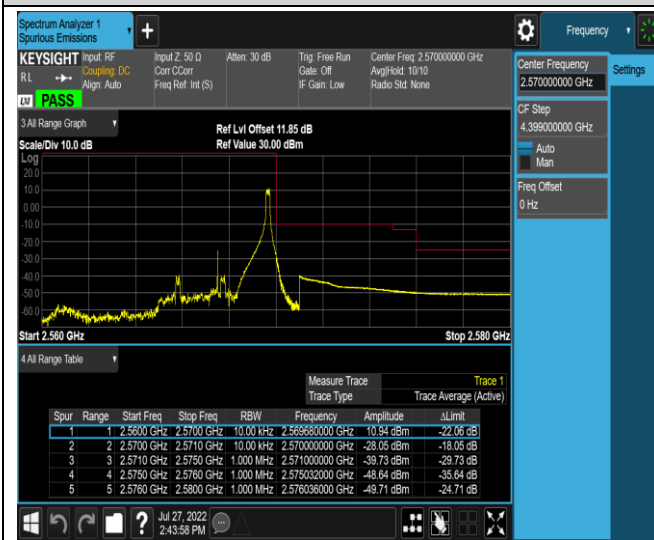 Spectrum Analyzer 1
Spurious Emissions
Frequency
KEYSIGHT
RL
Input: RF
Coupling: DC
Align: Auto
Input Z: 50 Ω
Corr CCorr
Freq Ref: Int (S)
Atten: 30 dB
Trig: Free Run
Gate: Off
IF Gain: Low
Center Freq: 2.570000000 GHz
Avg|Hold: 10/10
Radio Std: None
LXI
PASS
Center Frequency
2.570000000 GHz
Settings
CF Step
4.399000000 GHz
Auto
Man
Freq Offset
0 Hz
3 All Range Graph
Ref Lvl Offset 11.85 dB
Scale/Div 10.0 dB
Ref Value 30.00 dBm
Log
20.0
10.0
0.00
-10.0
-20.0
-30.0
-40.0
-50.0
-60.0
Start 2.560 GHz
Stop 2.580 GHz
4 All Range Table
Measure Trace Trace 1
Trace Type Trace Average (Active)
Spur Range Start Freq Stop Freq RBW Frequency Amplitude ΔLimit
1 1 2.5600 GHz 2.5700 GHz 10.00 kHz 2.569680000 GHz 10.94 dBm -22.06 dB
2 2 2.5700 GHz 2.5710 GHz 10.00 kHz 2.570000000 GHz -28.05 dBm -18.05 dB
3 3 2.5710 GHz 2.5750 GHz 1.000 MHz 2.571000000 GHz -39.73 dBm -29.73 dB
4 4 2.5750 GHz 2.5760 GHz 1.000 MHz 2.575032000 GHz -48.64 dBm -35.64 dB
5 5 2.5760 GHz 2.5800 GHz 1.000 MHz 2.576036000 GHz -49.71 dBm -24.71 dB
?
Jul 27, 2022
2:43:58 PM